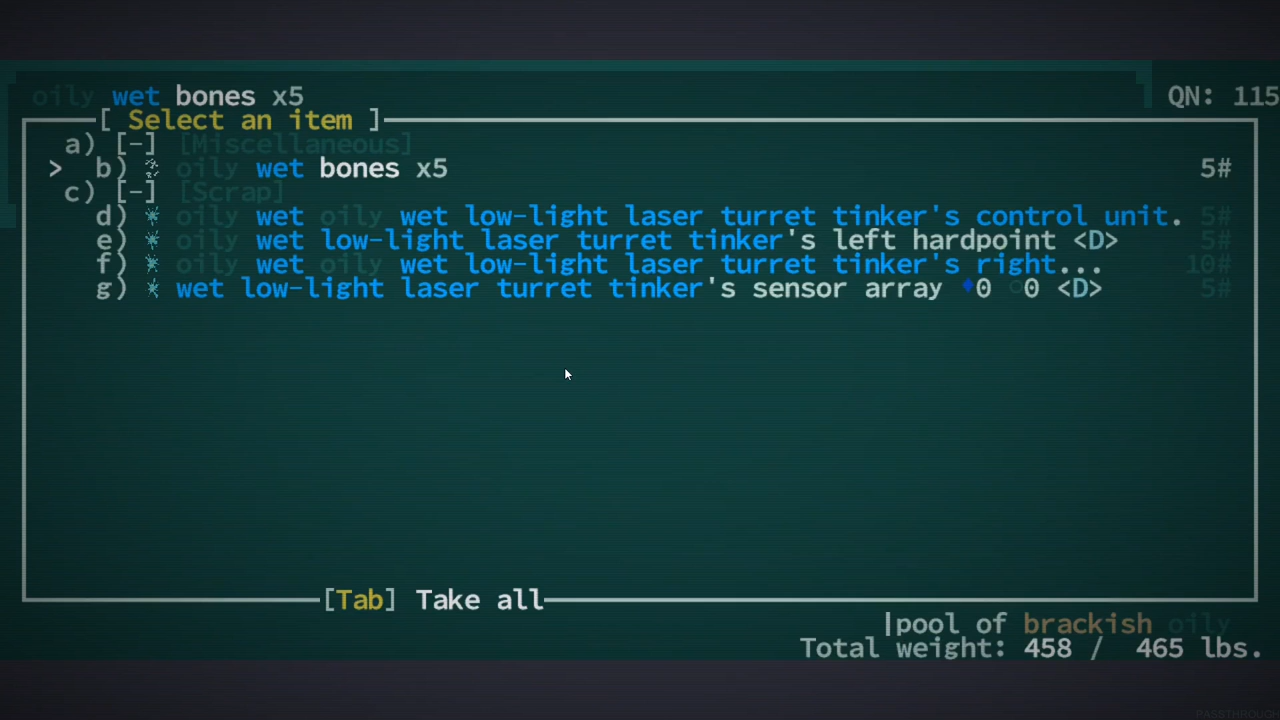 oily wet bones x5
QN: 115
[ Select an item ]
a) [-] [Miscellaneous]
> b) oily wet bones x5 5#
c) [-] [Scrap]
d) oily wet oily wet low-light laser turret tinker's control unit. 5#
e) oily wet low-light laser turret tinker's left hardpoint <D> 5#
f) oily wet oily wet low-light laser turret tinker's right... 10#
g) wet low-light laser turret tinker's sensor array ♦0 ○0 <D> 5#
[Tab] Take all
|pool of brackish oily
Total weight: 458 / 465 lbs.